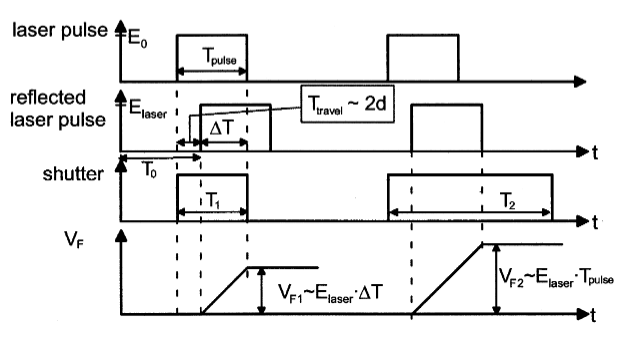 laser pulse
E0
Tpulse
reflected
laser pulse
Elaser
Ttravel ~ 2d
ΔT
t
T0
shutter
T1
T2
t
VF
VF1~Elaser·ΔT
VF2~Elaser·Tpulse
t